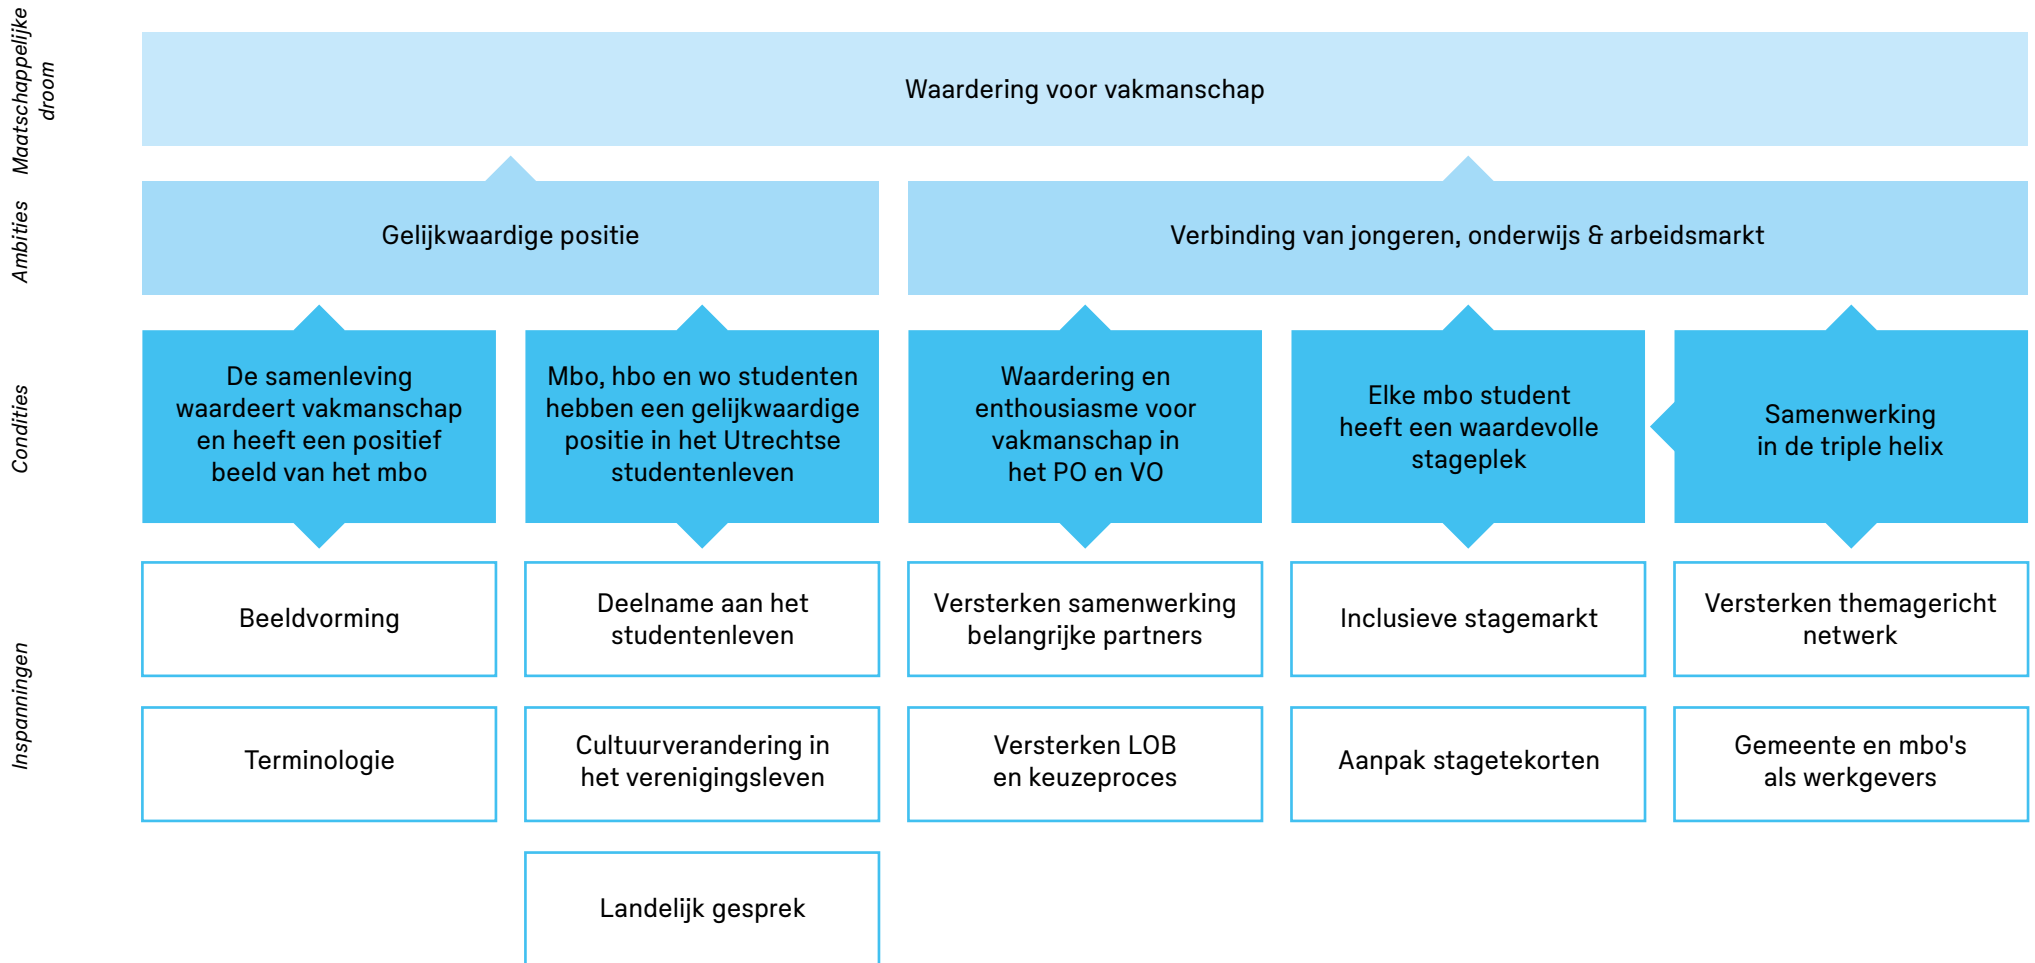 Maatschappelijke
droom
Waardering voor vakmanschap
Ambities
Gelijkwaardige positie
Verbinding van jongeren, onderwijs & arbeidsmarkt
Condities
De samenleving
waardeert vakmanschap
en heeft een positief
beeld van het mbo
Mbo, hbo en wo studenten
hebben een gelijkwaardige
positie in het Utrechtse
studentenleven
Waardering en
enthousiasme voor
vakmanschap in
het PO en VO
Elke mbo student
heeft een waardevolle
stageplek
Samenwerking
in de triple helix
Inspanningen
Beeldvorming
Deelname aan het
studentenleven
Versterken samenwerking
belangrijke partners
Inclusieve stagemarkt
Versterken themagericht
netwerk
Terminologie
Cultuurverandering in
het verenigingsleven
Versterken LOB
en keuzeproces
Aanpak stagetekorten
Gemeente en mbo's
als werkgevers
Landelijk gesprek